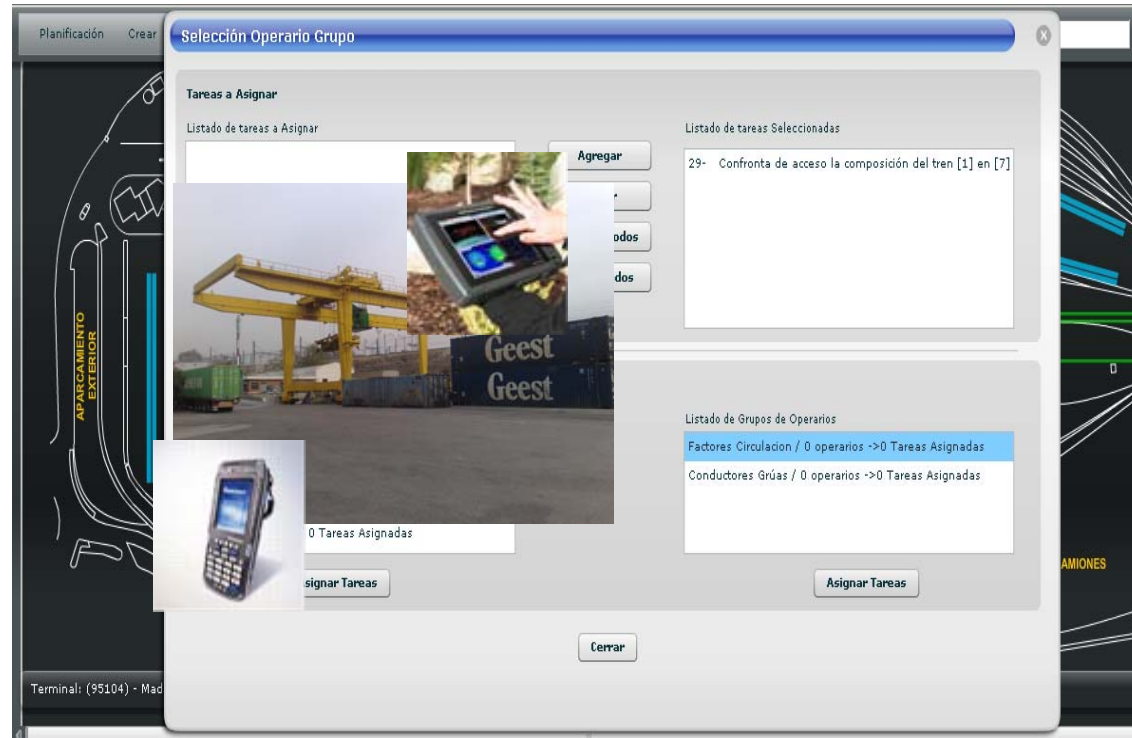 Planificación Crear
Selección Operario Grupo
Tareas a Asignar
Listado de tareas a Asignar
Listado de tareas Seleccionadas
Agregar
29- Confronta de acceso la composición del tren [1] en [7]
odos
dos
Geest
Geest
APARCAMIENTO
EXTERIOR
Listado de Grupos de Operarios
Factores Circulacion / 0 operarios ->0 Tareas Asignadas
Conductores Grúas / 0 operarios ->0 Tareas Asignadas
0 Tareas Asignadas
signar Tareas
Asignar Tareas
AMIONES
Cerrar
Terminal: (95104) - Mad